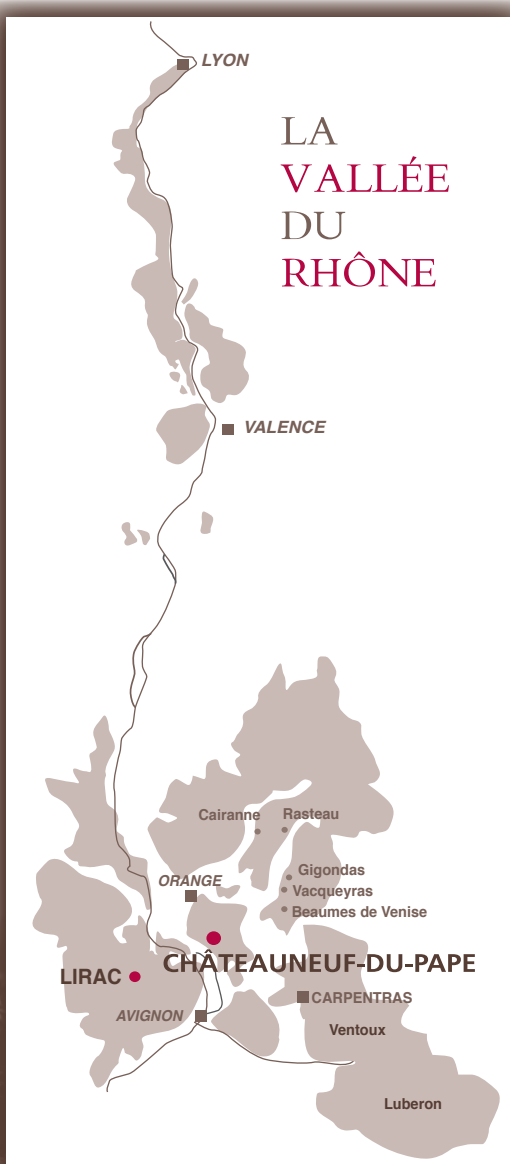 LYON
LA
VALLÉE
DU
RHÔNE
VALENCE
Cairanne
Rasteau
Gigondas
ORANGE
Vacqueyras
Beaumes de Venise
CHÂTEAUNEUF-DU-PAPE
LIRAC
CARPENTRAS
AVIGNON
Ventoux
Luberon